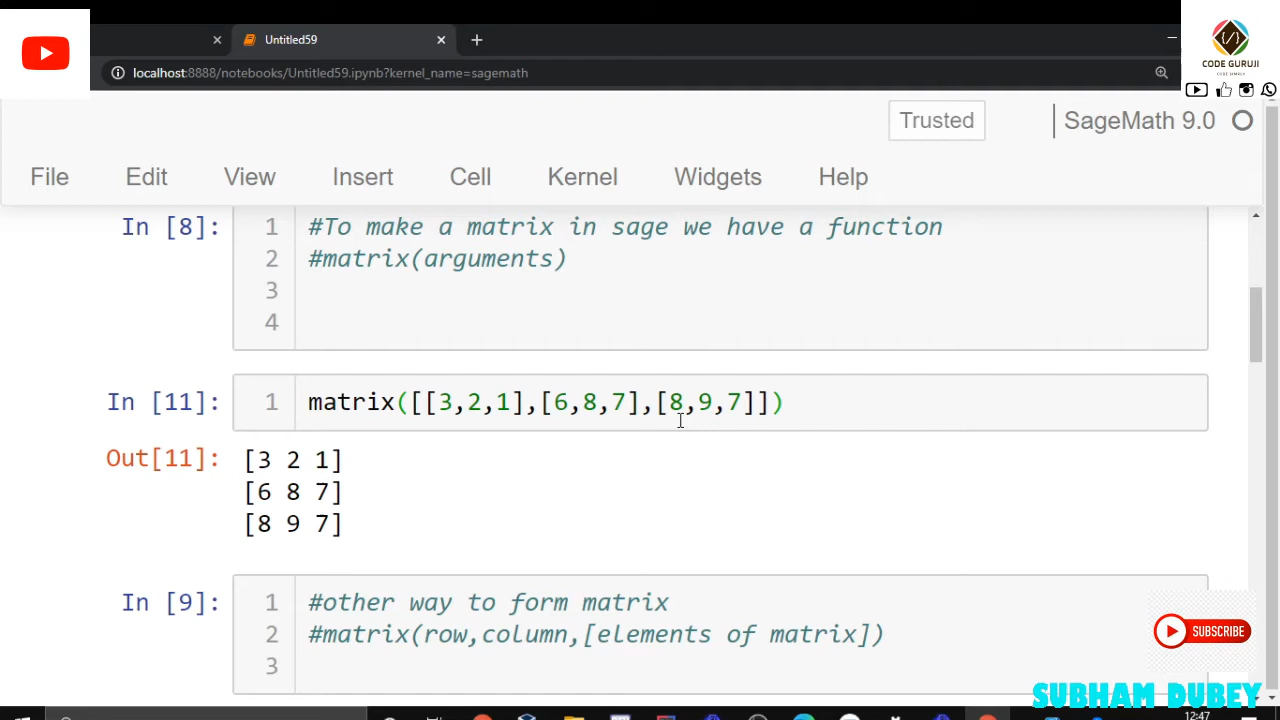 Untitled59
CODE GURUJI
localhost:8888/notebooks/Untitled59.ipynb?kernel_name=sagemath
Trusted
SageMath 9.0
File Edit View Insert Cell Kernel Widgets Help
In [8]:
1 #To make a matrix in sage we have a function
2 #matrix(arguments)
3
4
In [11]:
1 matrix([[3,2,1],[6,8,7],[8,9,7]])
Out[11]:
[3 2 1]
[6 8 7]
[8 9 7]
In [9]:
1 #other way to form matrix
2 #matrix(row,column,[elements of matrix])
3
SUBSCRIBE
SUBHAM DUBEY
12:47